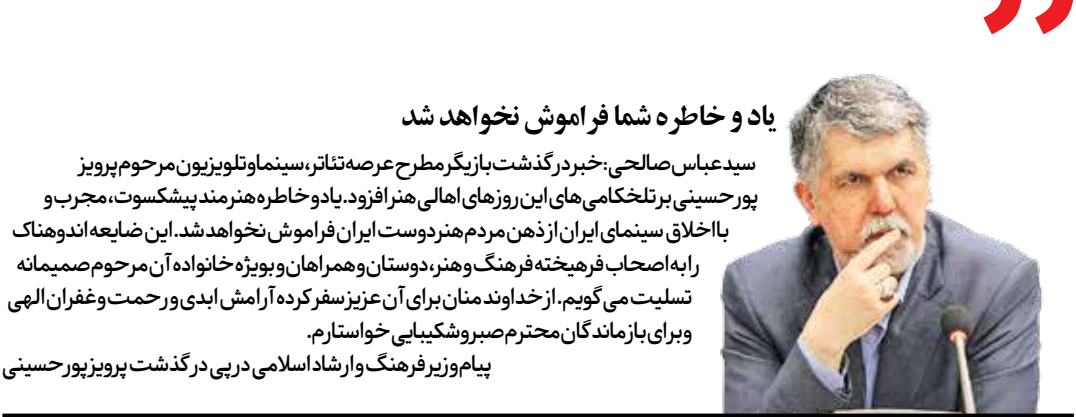 یاد و خاطره شما فراموش نخواهد شد
سیدعباس صالحی: خبر درگذشت بازیگر مطرح عرصه تئاتر، سینما و تلویزیون مرحوم پرویز
پورحسینی بر تلخکامی‌های این روزهای اهالی هنر افزود. یاد و خاطره هنرمند پیشکسوت، مجرب و
بااخلاق سینمای ایران از ذهن مردم هنردوست ایران فراموش نخواهد شد. این ضایعه اندوهناک
را به اصحاب فرهیخته فرهنگ و هنر، دوستان و همراهان و بویژه خانواده آن مرحوم صمیمانه
تسلیت می‌گویم. از خداوند منان برای آن عزیز سفر کرده آرامش ابدی و رحمت و غفران الهی
و برای بازماندگان محترم صبر و شکیبایی خواستارم.
پیام وزیر فرهنگ و ارشاد اسلامی در پی درگذشت پرویز پورحسینی